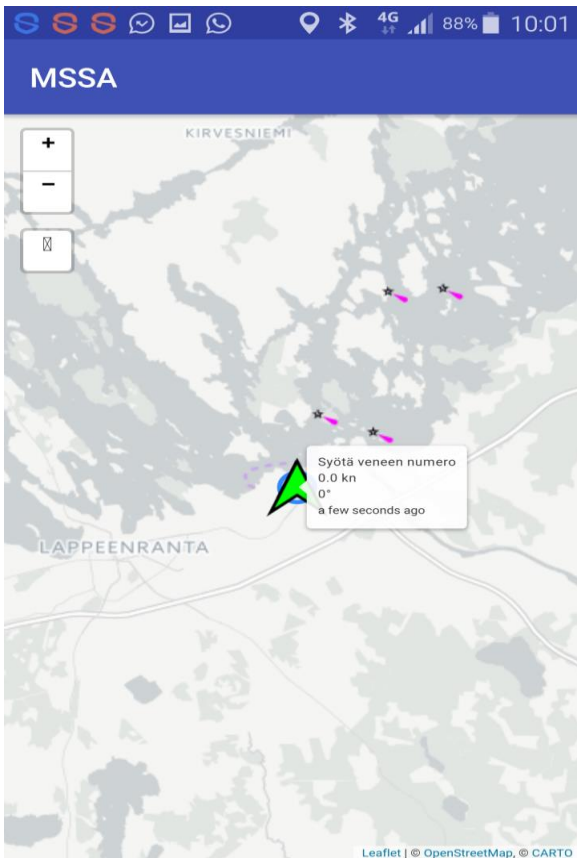 4G 88% 10:01
MSSA
KIRVESNIEMI
+
−
Syötä veneen numero
0.0 kn
0°
a few seconds ago
LAPPEENRANTA
Leaflet | © OpenStreetMap, © CARTO